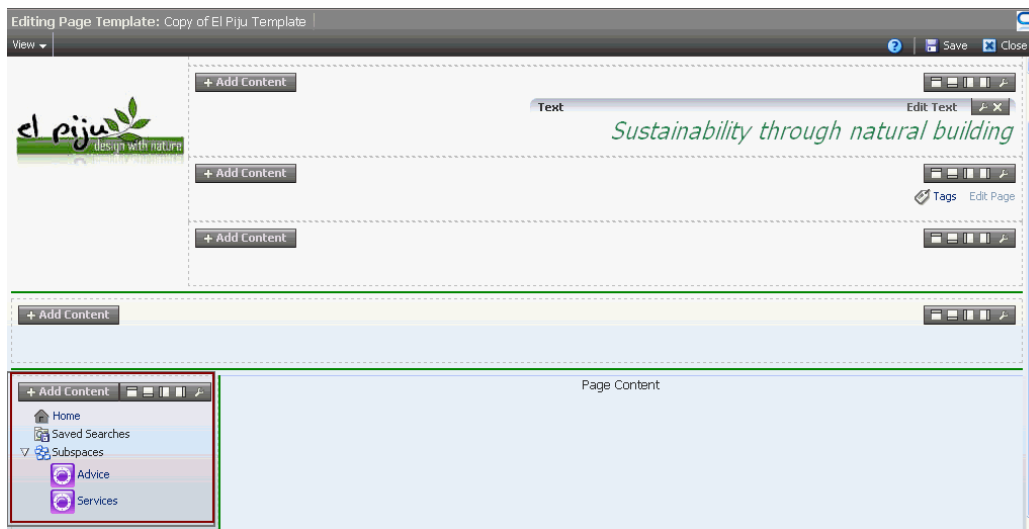 Editing Page Template: Copy of El Piju Template
View
Save Close
+ Add Content
Text Edit Text
el piju
design with nature
Sustainability through natural building
+ Add Content
Tags Edit Page
+ Add Content
+ Add Content
+ Add Content
Page Content
Home
Saved Searches
Subspaces
Advice
Services